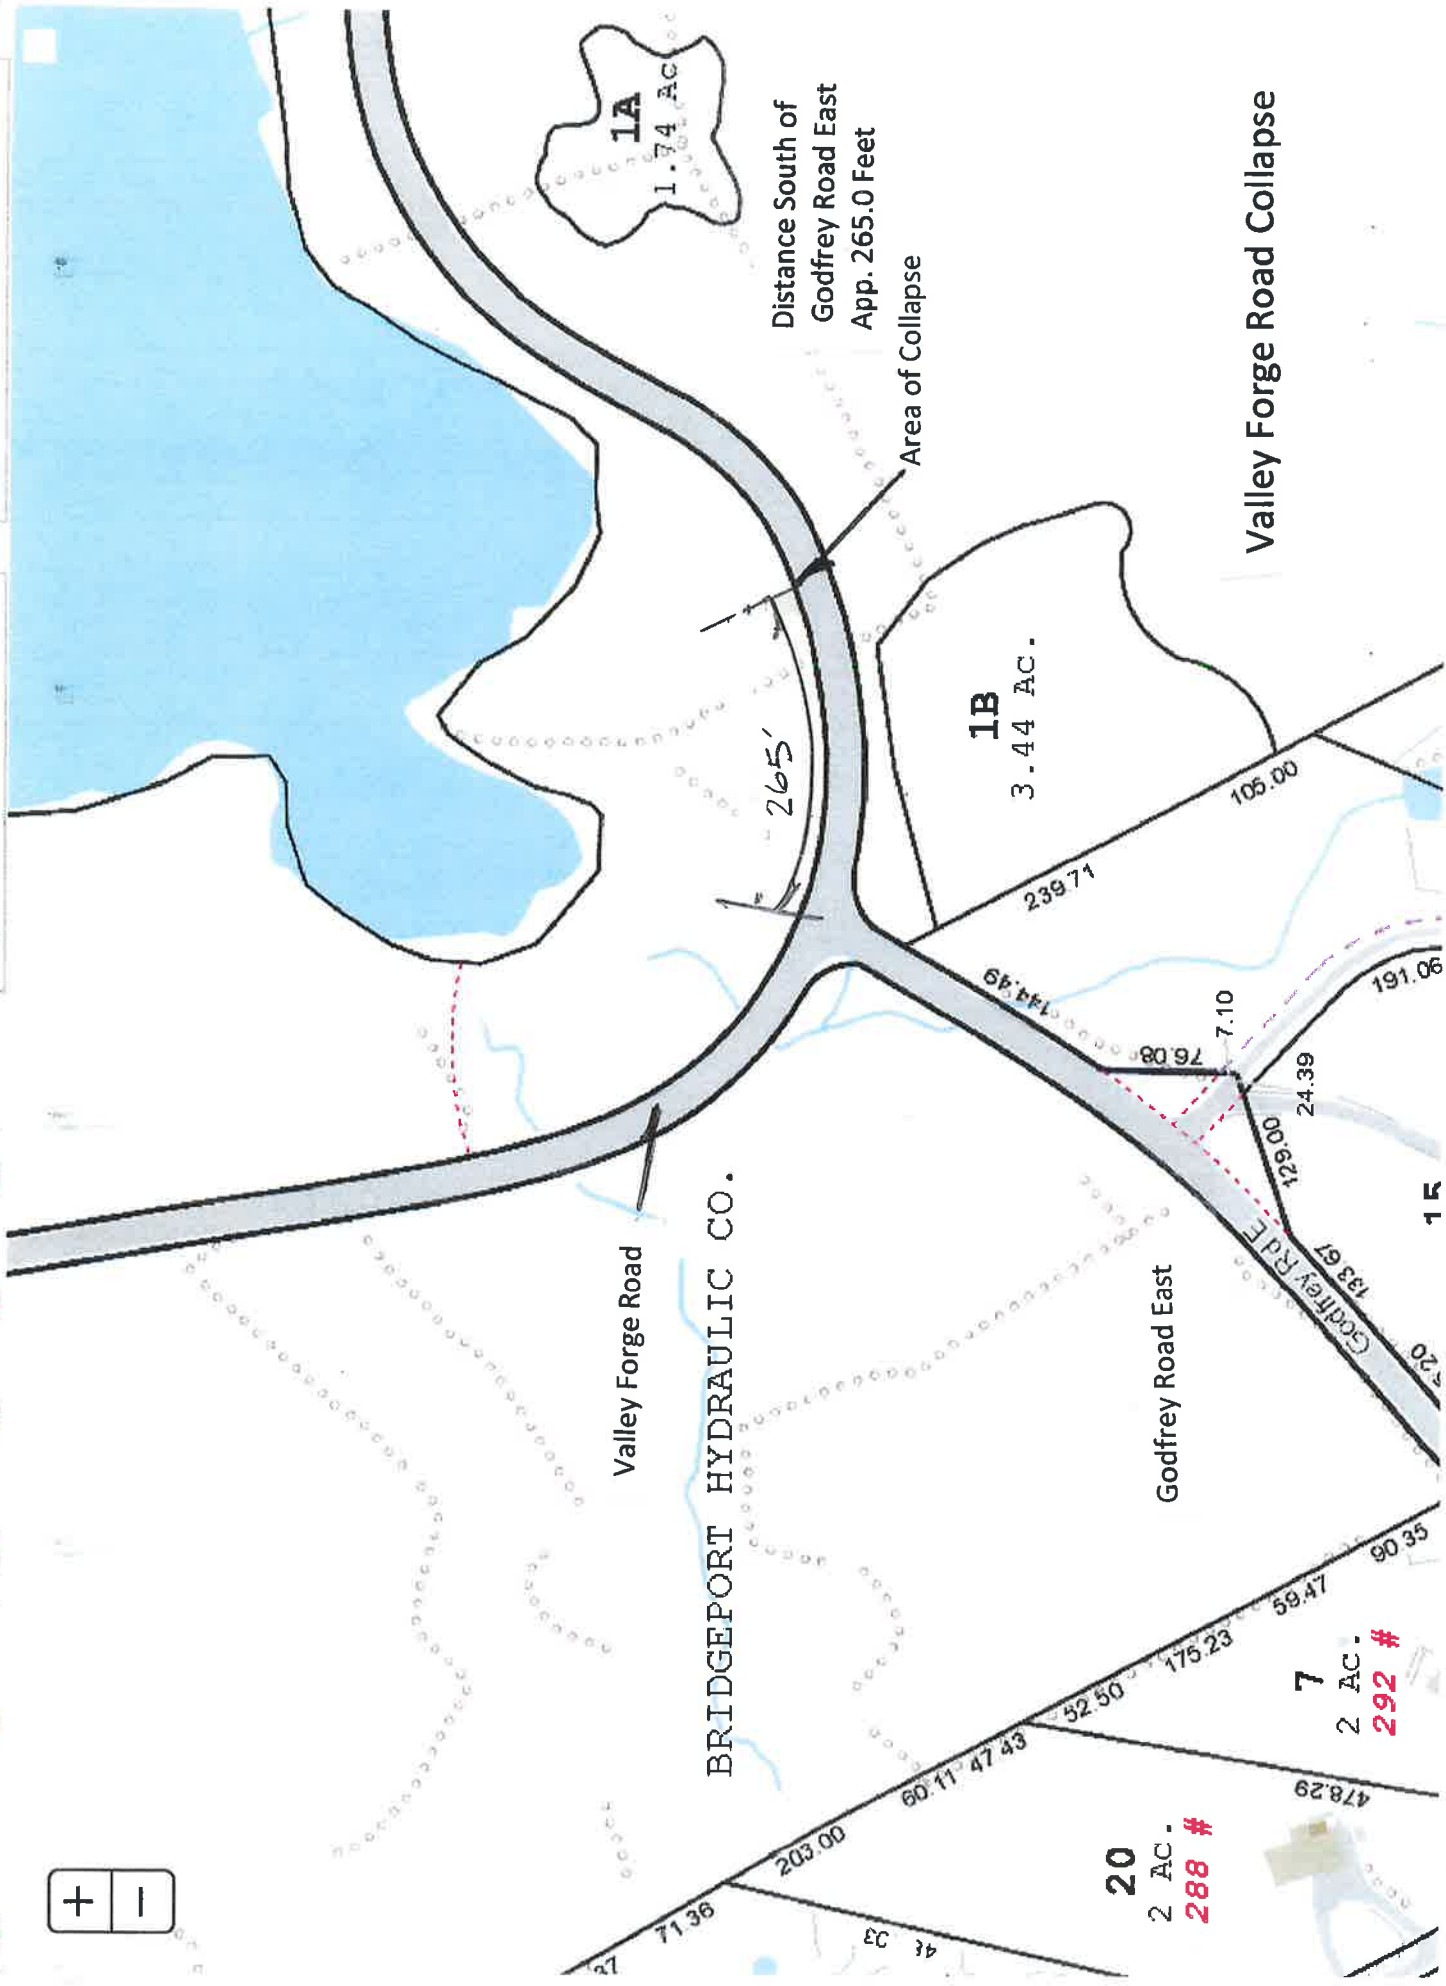 +
−
1A
1.74 Ac
Distance South of
Godfrey Road East
App. 265.0 Feet
Area of Collapse
Valley Forge Road Collapse
265'
1B
3.44 Ac.
105.00
239.71
144.49
76.08
7.10
24.39
129.00
191.06
133.67
Godfrey Rd E
15
Valley Forge Road
BRIDGEPORT HYDRAULIC CO.
Godfrey Road East
90.35
59.47
175.23
52.50
47.43
60.11
203.00
71.36
478.29
7
2 Ac.
292 #
20
2 Ac.
288 #